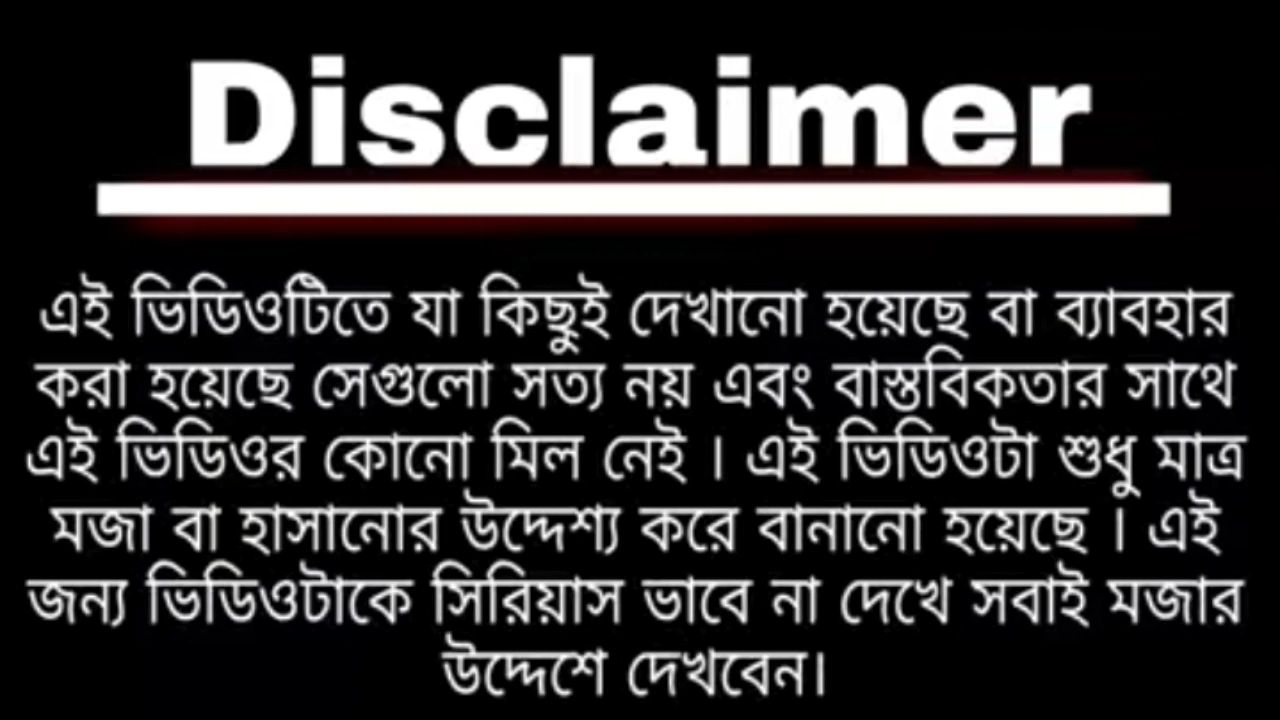 Disclaimer
এই ভিডিওটিতে যা কিছুই দেখানো হয়েছে বা ব্যাবহার
করা হয়েছে সেগুলো সত্য নয় এবং বাস্তবিকতার সাথে
এই ভিডিওর কোনো মিল নেই । এই ভিডিওটা শুধু মাত্র
মজা বা হাসানোর উদ্দেশ্য করে বানানো হয়েছে । এই
জন্য ভিডিওটাকে সিরিয়াস ভাবে না দেখে সবাই মজার
উদ্দেশে দেখবেন।